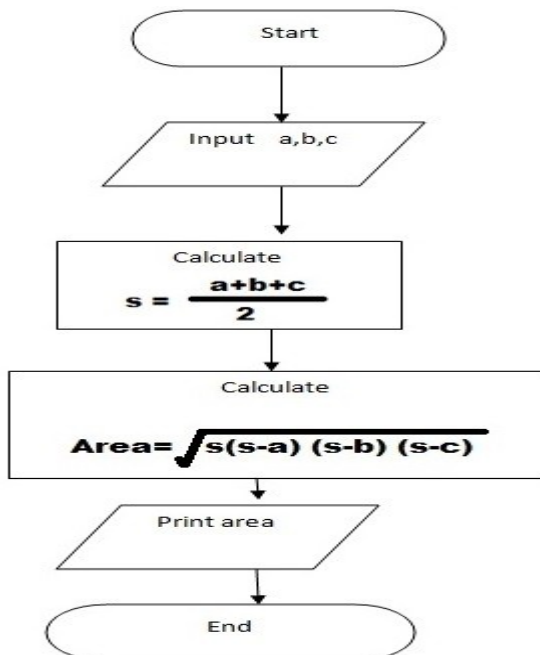 Start
Input a,b,c
Calculate
s = a+b+c
2
Calculate
Area=√s(s-a) (s-b) (s-c)
Print area
End